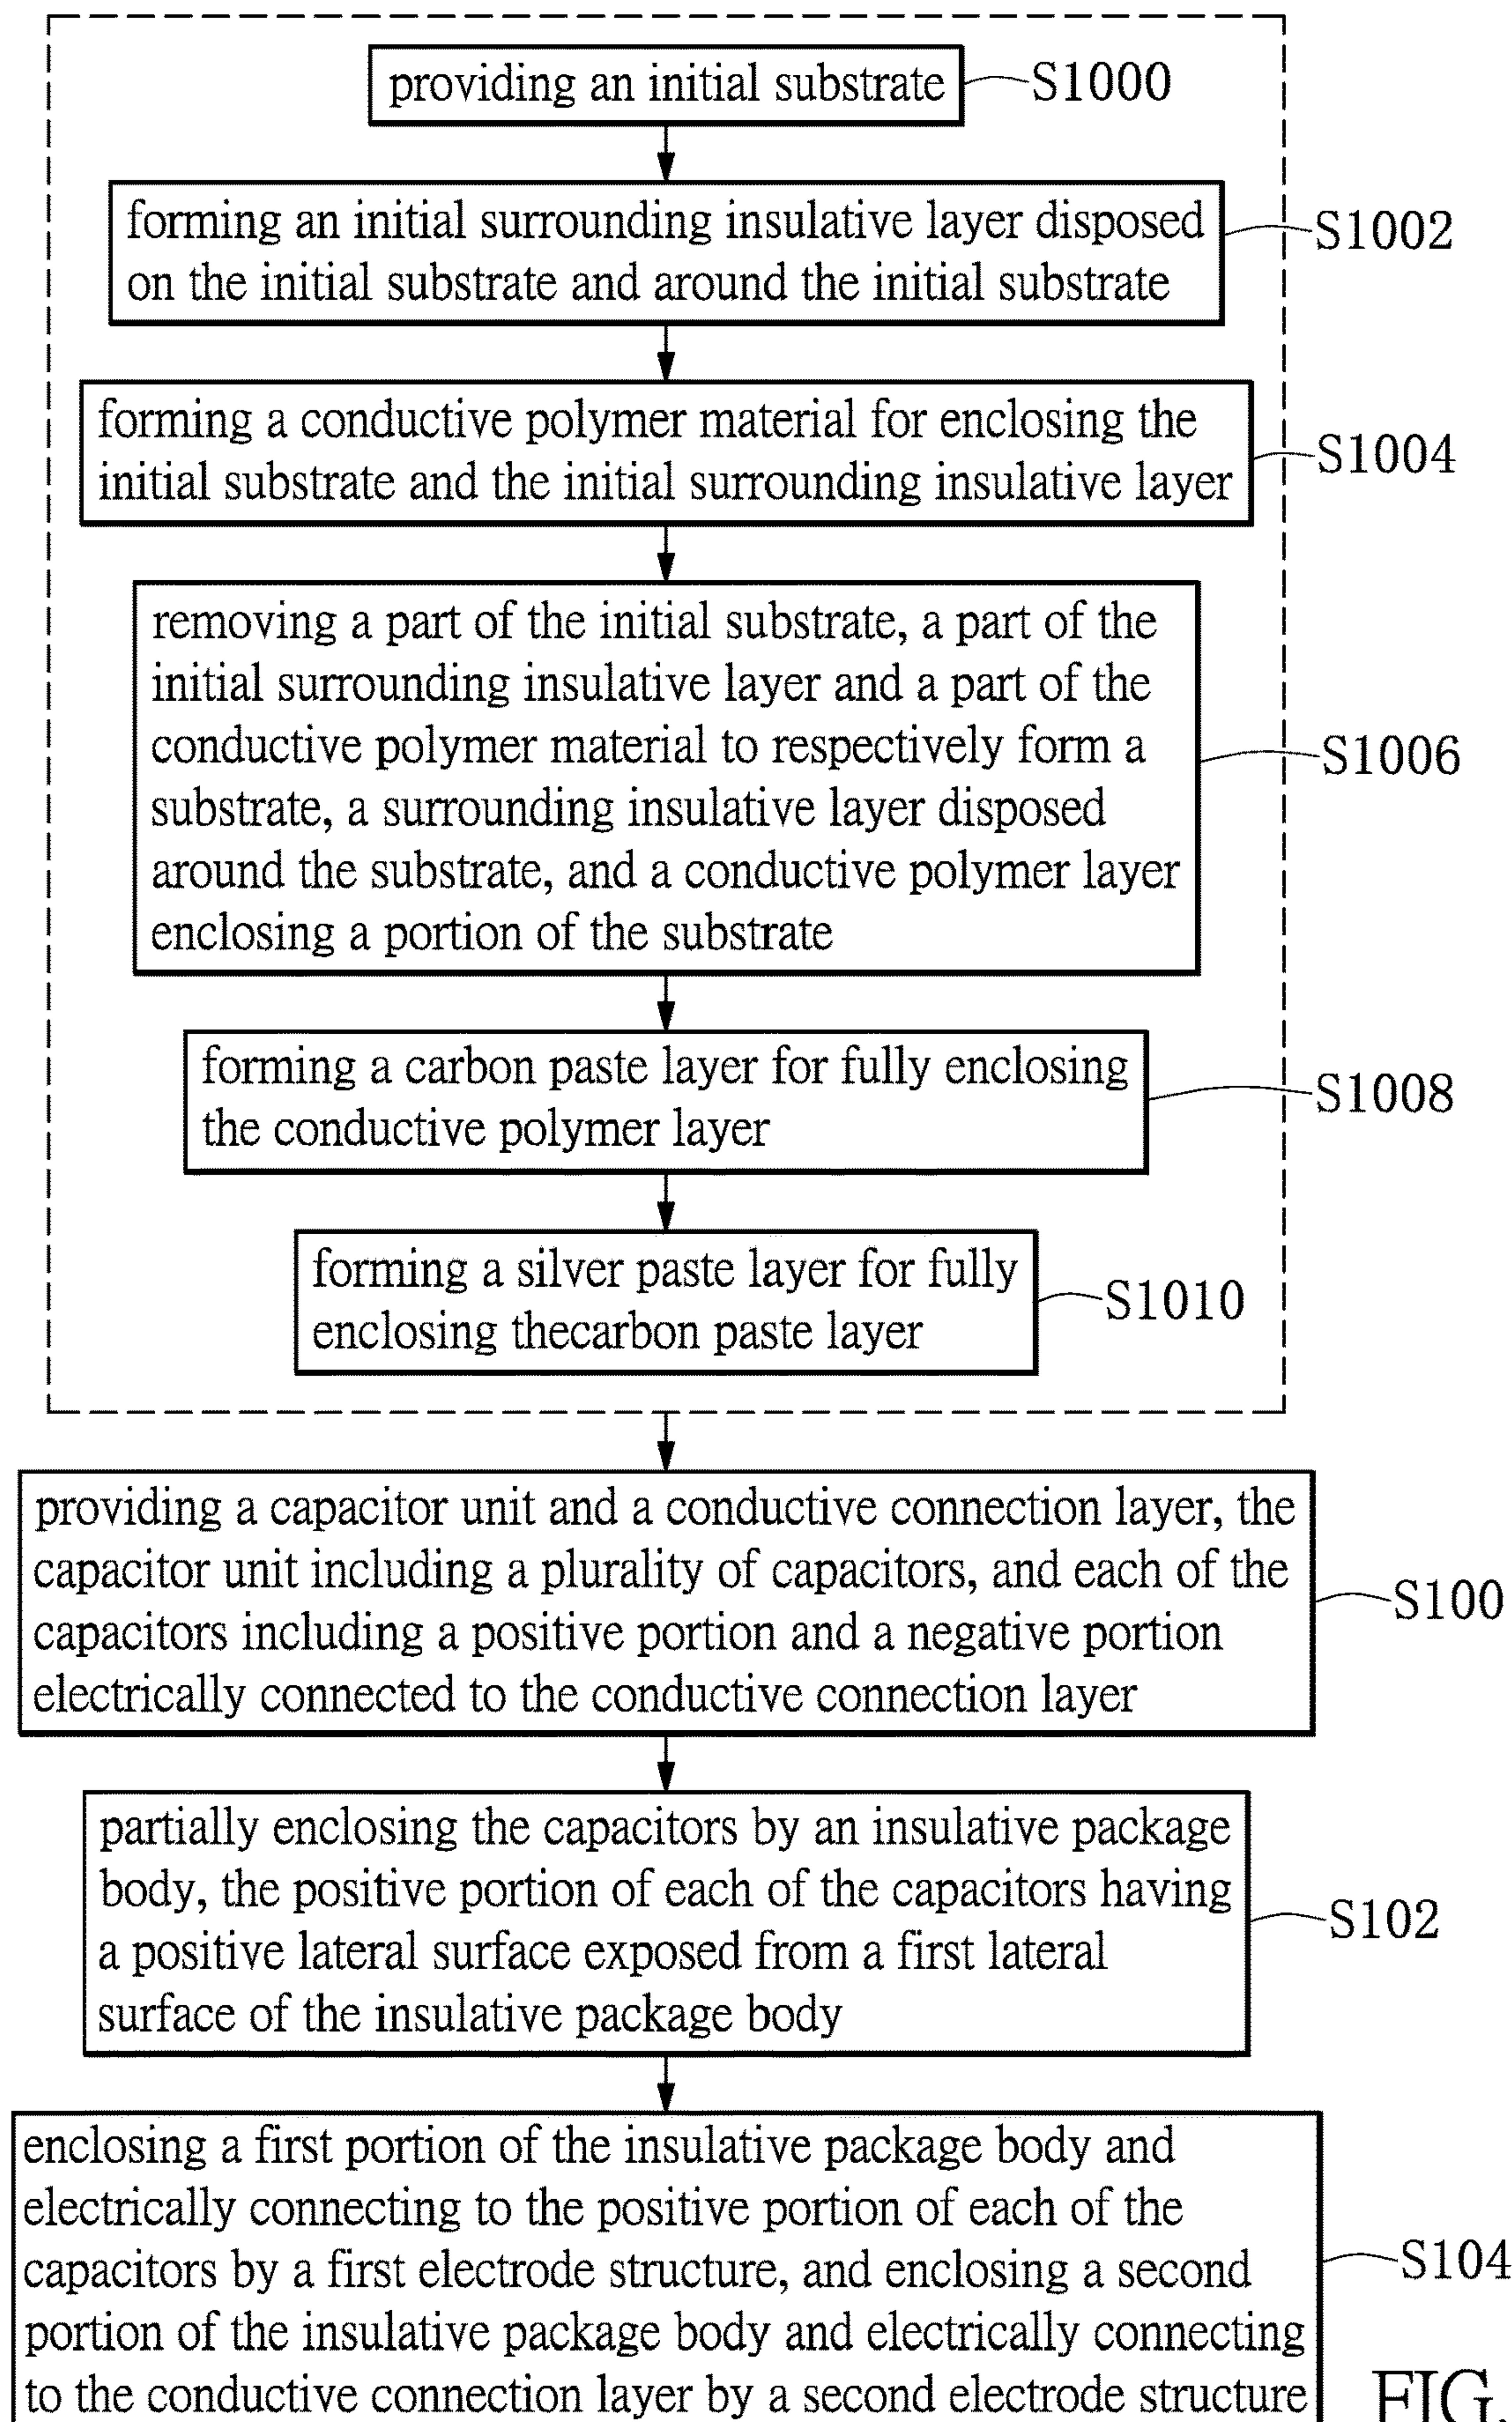 providing an initial substrate
S1000
forming an initial surrounding insulative layer disposed
on the initial substrate and around the initial substrate
S1002
forming a conductive polymer material for enclosing the
initial substrate and the initial surrounding insulative layer
S1004
removing a part of the initial substrate, a part of the
initial surrounding insulative layer and a part of the
conductive polymer material to respectively form a
substrate, a surrounding insulative layer disposed
around the substrate, and a conductive polymer layer
enclosing a portion of the substrate
S1006
forming a carbon paste layer for fully enclosing
the conductive polymer layer
S1008
forming a silver paste layer for fully
enclosing thecarbon paste layer
S1010
providing a capacitor unit and a conductive connection layer, the
capacitor unit including a plurality of capacitors, and each of the
capacitors including a positive portion and a negative portion
electrically connected to the conductive connection layer
S100
partially enclosing the capacitors by an insulative package
body, the positive portion of each of the capacitors having
a positive lateral surface exposed from a first lateral
surface of the insulative package body
S102
enclosing a first portion of the insulative package body and
electrically connecting to the positive portion of each of the
capacitors by a first electrode structure, and enclosing a second
portion of the insulative package body and electrically connecting
to the conductive connection layer by a second electrode structure
S104
FIG.